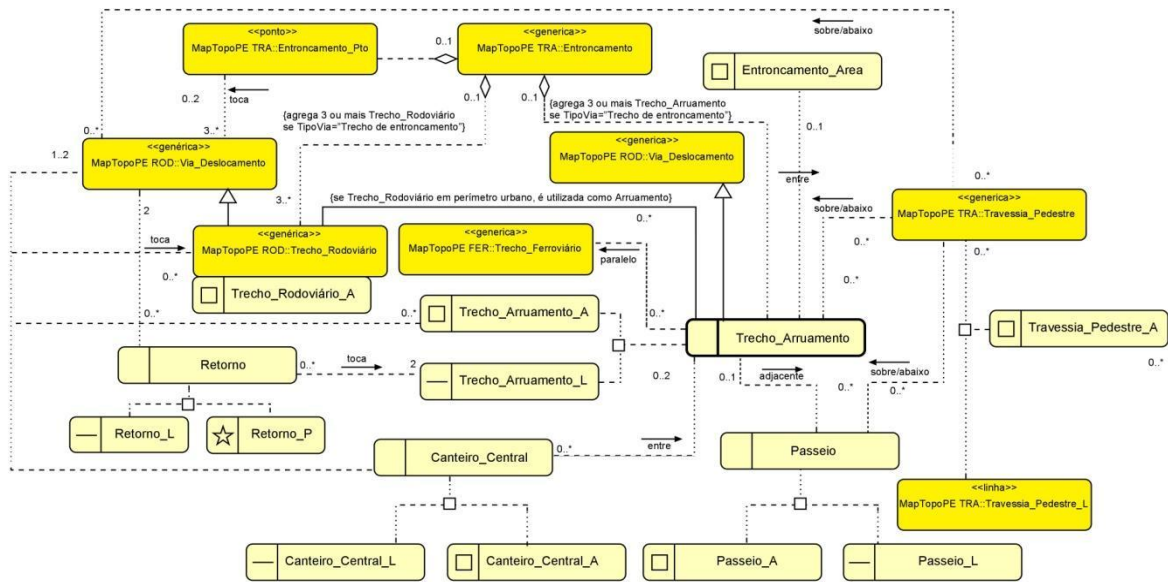 <<ponto>>
MapTopoPE TRA::Entroncamento_Pto
0..1
<<generica>>
MapTopoPE TRA::Entroncamento
sobre/abaixo
Entroncamento_Area
0..1
0..1
toca
0..2
{agrega 3 ou mais Trecho_Rodoviário
se TipoVia="Trecho de entroncamento"}
{agrega 3 ou mais Trecho_Arruamento
se TipoVia="Trecho de entroncamento"}
0..*
3..*
0..1
1..2
<<genérica>>
MapTopoPE ROD::Via_Deslocamento
<<generica>>
MapTopoPE ROD::Via_Deslocamento
entre
0..*
2
3..*
{se Trecho_Rodoviário em perímetro urbano, é utilizada como Arruamento}
0..*
sobre/abaixo
<<generica>>
MapTopoPE TRA::Travessia_Pedestre
toca
<<genérica>>
MapTopoPE ROD::Trecho_Rodoviário
<<generica>>
MapTopoPE FER::Trecho_Ferroviário
paralelo
0..*
0..*
0..*
0..*
Trecho_Rodoviário_A
0..*
0..*
Trecho_Arruamento_A
0..*
Trecho_Arruamento
Travessia_Pedestre_A
Retorno
0..*
toca
2
Trecho_Arruamento_L
0..2
0..1
adjacente
0..*
sobre/abaixo
0..*
0..*
Retorno_L
Retorno_P
Canteiro_Central
0..*
entre
Passeio
<<linha>>
MapTopoPE TRA::Travessia_Pedestre_L
Canteiro_Central_L
Canteiro_Central_A
Passeio_A
Passeio_L